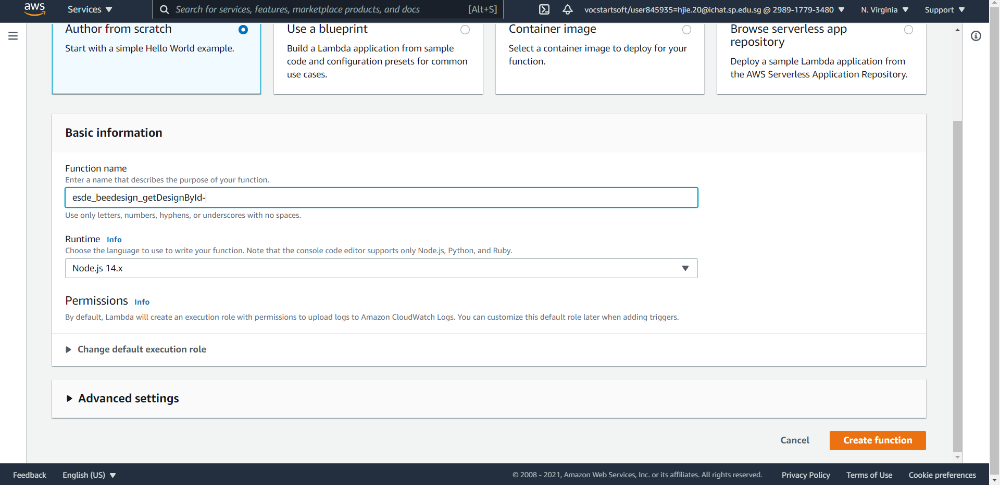 aws
Services
Search for services, features, marketplace products, and docs
[Alt+S]
vocstartsoft/user845935=hjie.20@ichat.sp.edu.sg @ 2989-1779-3480
N. Virginia
Support
Author from scratch
Start with a simple Hello World example.
Use a blueprint
Build a Lambda application from sample
code and configuration presets for common
use cases.
Container image
Select a container image to deploy for your
function.
Browse serverless app
repository
Deploy a sample Lambda application from
the AWS Serverless Application Repository.
Basic information
Function name
Enter a name that describes the purpose of your function.
esde_beedesign_getDesignById-
Use only letters, numbers, hyphens, or underscores with no spaces.
Runtime Info
Choose the language to use to write your function. Note that the console code editor supports only Node.js, Python, and Ruby.
Node.js 14.x
Permissions Info
By default, Lambda will create an execution role with permissions to upload logs to Amazon CloudWatch Logs. You can customize this default role later when adding triggers.
Change default execution role
Advanced settings
Cancel
Create function
Feedback
English (US)
© 2008 - 2021, Amazon Web Services, Inc. or its affiliates. All rights reserved.
Privacy Policy
Terms of Use
Cookie preferences